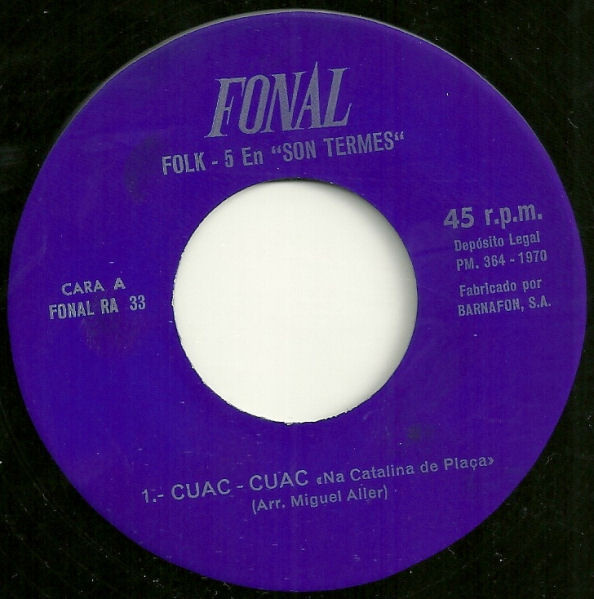 FONAL
FOLK - 5 En "SON TERMES"
45 r.p.m.
Depósito Legal
PM. 364 - 1970
Fabricado por
BARNAFON, S.A.
CARA A
FONAL RA 33
1.- CUAC - CUAC «Na Catalina de Plaça»
(Arr. Miguel Aller)